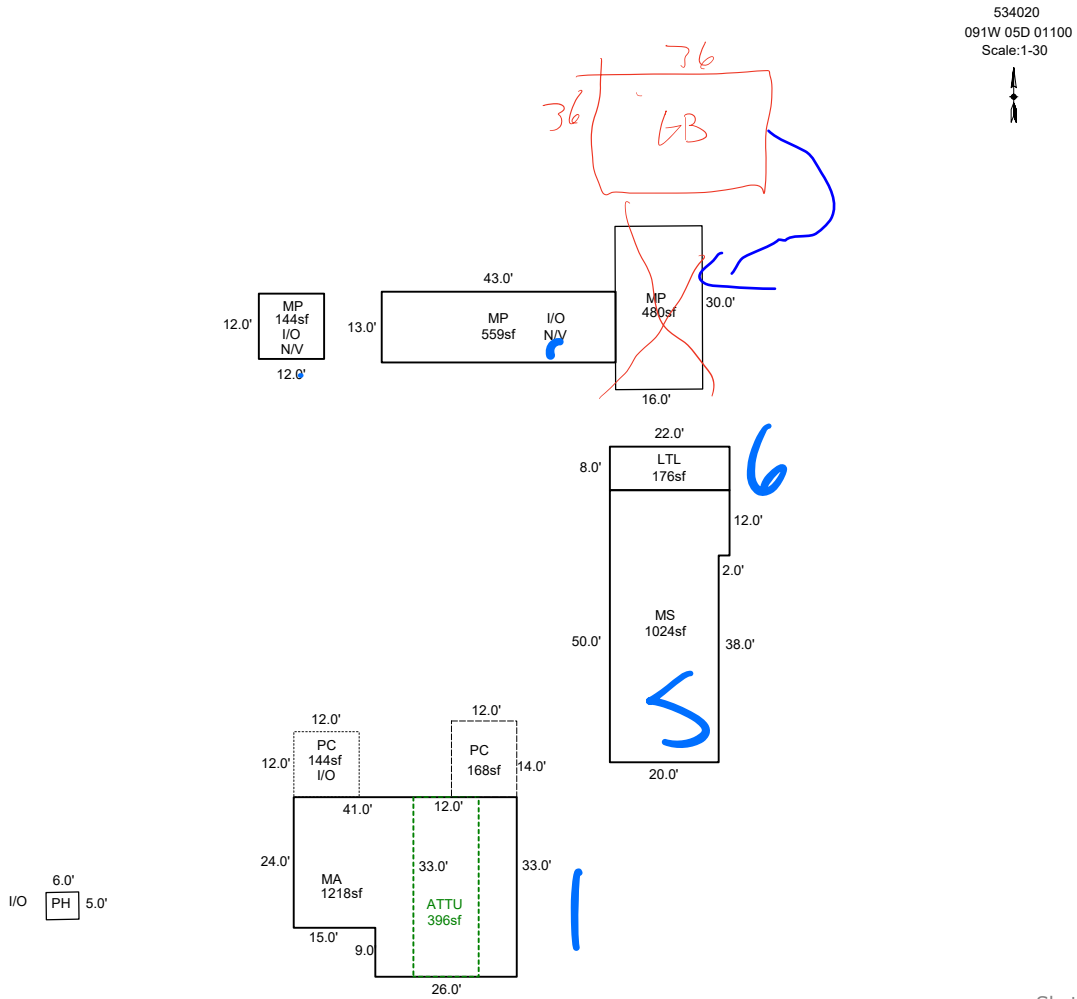 534020
091W 05D 01100
Scale:1-30
36
36
GB
43.0'
12.0'
MP
144sf
I/O
N/V
12.0'
13.0'
MP
559sf
I/O
N/V
MP
480sf
30.0'
16.0'
22.0'
8.0'
LTL
176sf
6
12.0'
2.0'
MS
1024sf
50.0'
38.0'
5
20.0'
12.0'
12.0'
PC
144sf
I/O
12.0'
PC
168sf
14.0'
41.0'
12.0'
24.0'
MA
1218sf
33.0'
33.0'
ATTU
396sf
1
15.0'
9.0'
26.0'
6.0'
I/O
PH
5.0'